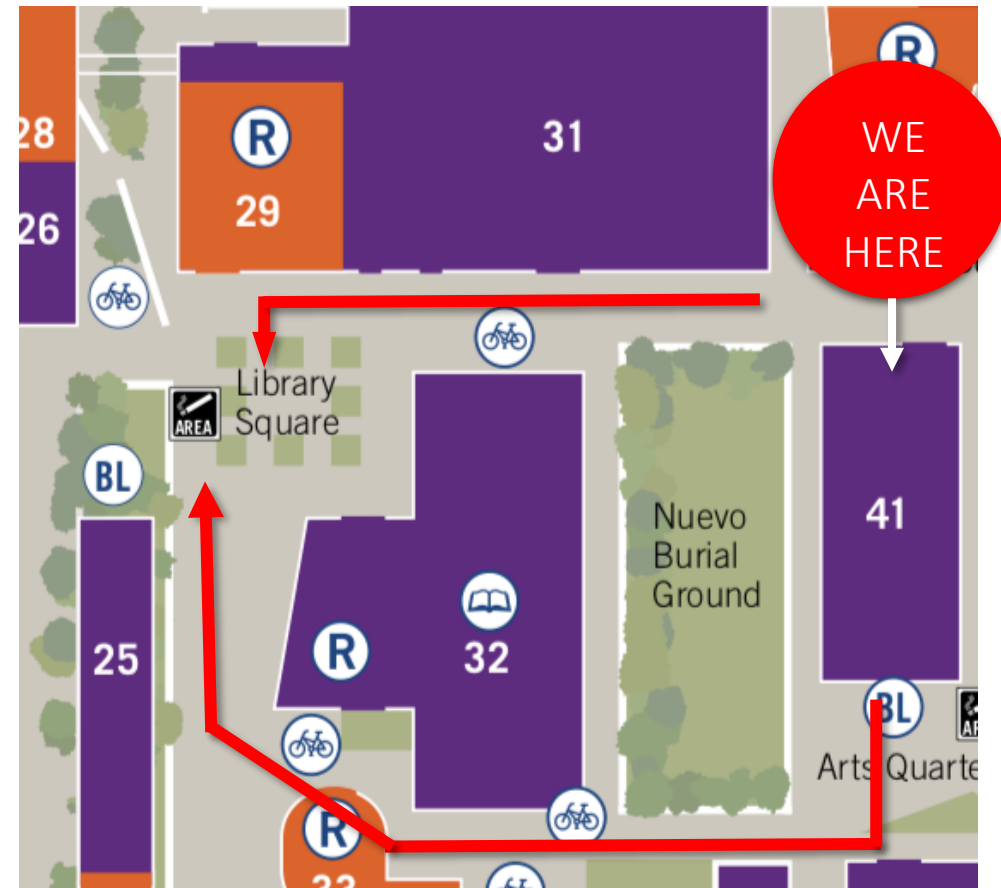 R
28
31
WE
ARE
HERE
R
29
26
Library
Square
AREA
BL
Nuevo
Burial
Ground
41
25
R
32
BL
Arts Quarte
R
33